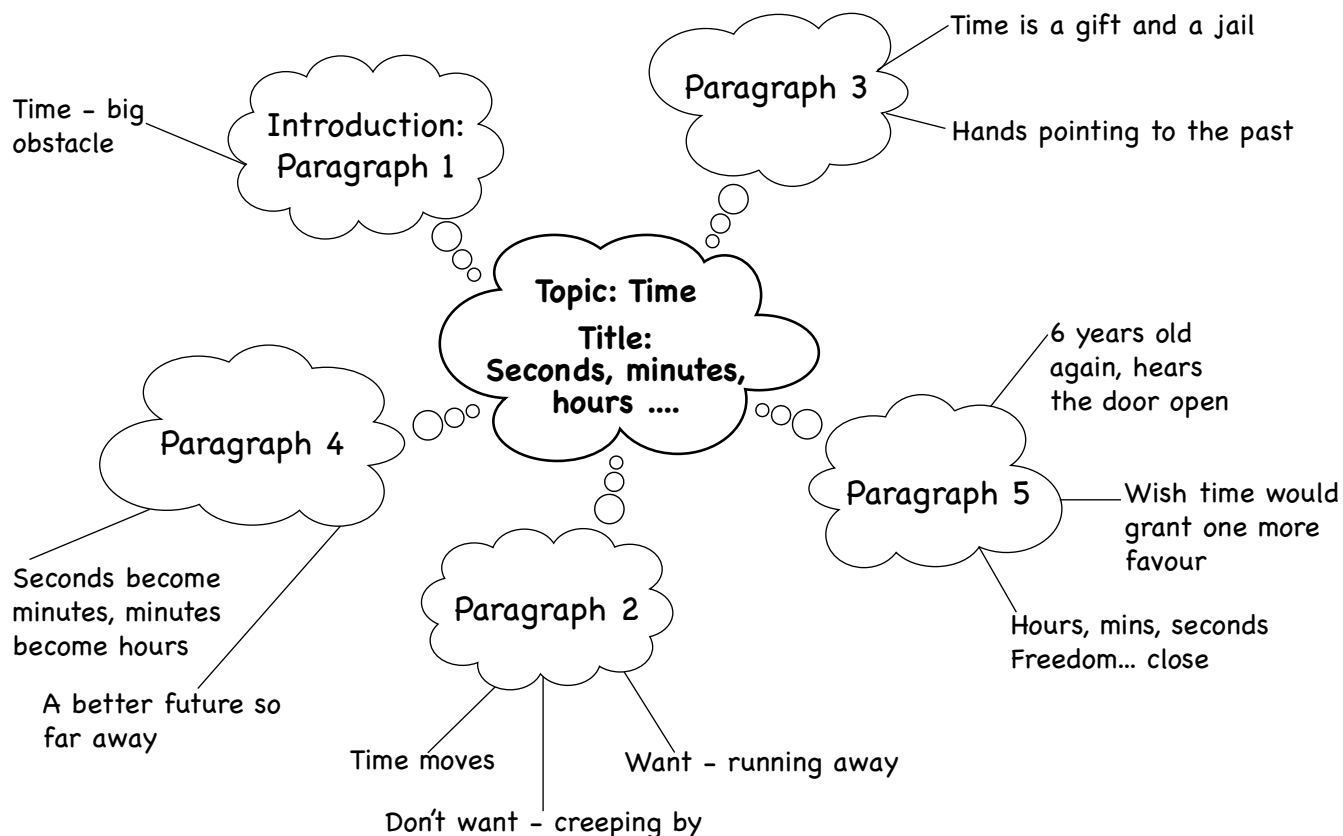 Time is a gift and a jail
Paragraph 3
Hands pointing to the past
Time - big
obstacle
Introduction:
Paragraph 1
Topic: Time
Title:
Seconds, minutes,
hours ....
6 years old
again, hears
the door open
Paragraph 5
Wish time would
grant one more
favour
Hours, mins, seconds
Freedom... close
Paragraph 4
Seconds become
minutes, minutes
become hours
A better future so
far away
Paragraph 2
Time moves
Don't want - creeping by
Want - running away